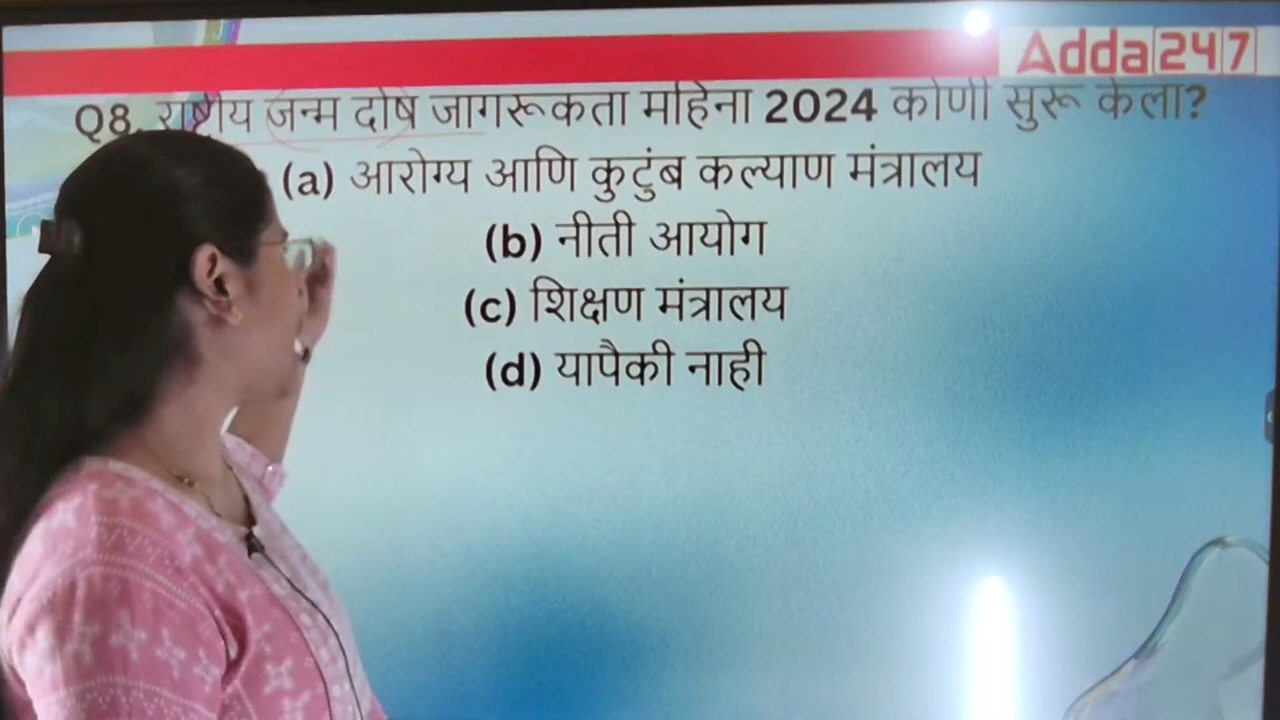 Adda247
Q8. राष्ट्रीय जन्म दोष जागरूकता महिना 2024 कोणी सुरू केला?
(a) आरोग्य आणि कुटुंब कल्याण मंत्रालय
(b) नीती आयोग
(c) शिक्षण मंत्रालय
(d) यापैकी नाही